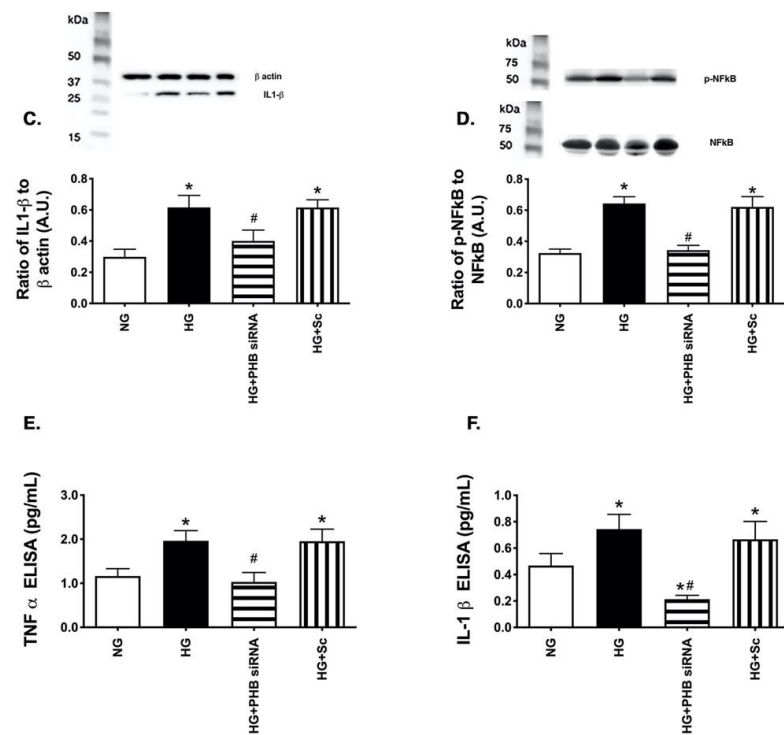 C.
kDa
50
37
25
15
β actin
IL1-β
Ratio of IL1-β to
β actin (A.U.)
0.8
0.6
0.4
0.2
0.0
*
#
*
NG
HG
HG+PHB siRNA
HG+Sc
D.
kDa
75
50
p-NFkB
kDa
75
50
NFkB
Ratio of p-NFkB to
NFkB (A.U.)
0.8
0.6
0.4
0.2
0.0
*
#
*
NG
HG
HG+PHB siRNA
HG+Sc
E.
TNF α ELISA (pg/mL)
3.0
2.0
1.0
0.0
*
#
*
NG
HG
HG+PHB siRNA
HG+Sc
F.
IL-1 β ELISA (pg/mL)
1.0
0.8
0.6
0.4
0.2
0.0
*
*#
*
NG
HG
HG+PHB siRNA
HG+Sc